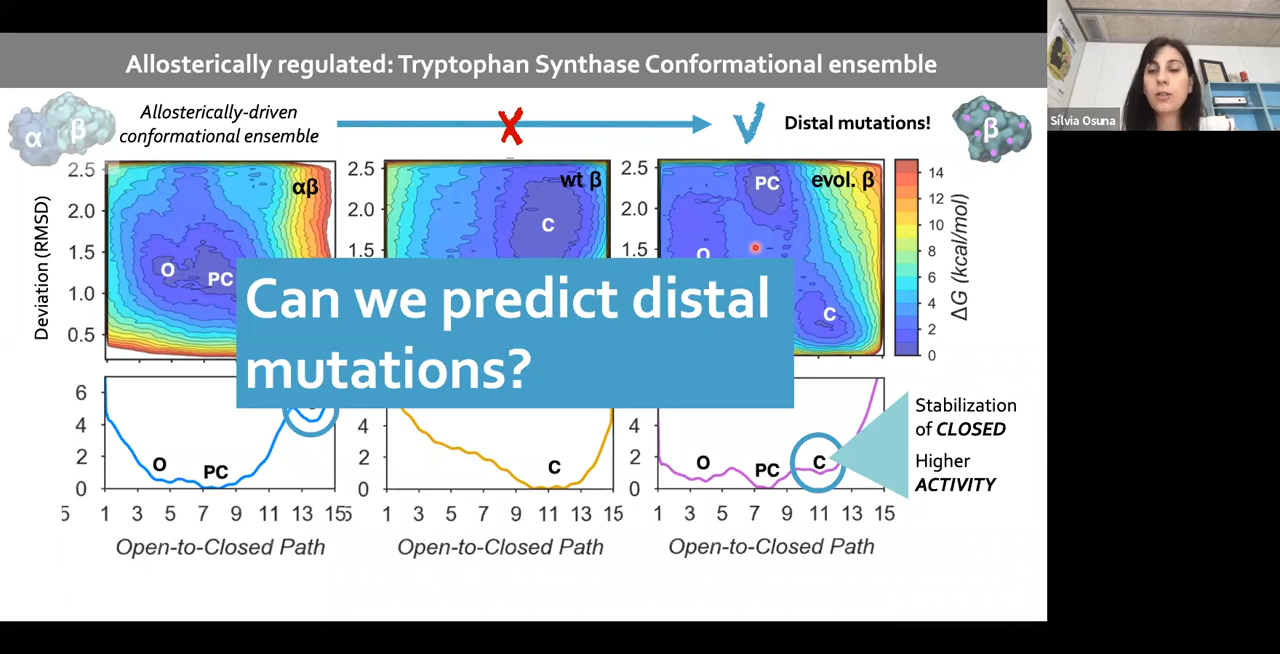 Allosterically regulated: Tryptophan Synthase Conformational ensemble
Sílvia Osuna
Allosterically-driven
conformational ensemble
Distal mutations!
α β
β
Deviation (RMSD)
2.5
2.0
1.5
1.0
0.5
αβ
O
PC
2.5
2.0
1.5
wt β
C
2.5
2.0
1.5
evol. β
PC
O
C
14
12
10
8
6
4
2
0
ΔG (kcal/mol)
Can we predict distal
mutations?
6
4
2
0
O
PC
5 1 3 5 7 9 11 13 15
Open-to-Closed Path
4
2
0
C
5 1 3 5 7 9 11 13 15
Open-to-Closed Path
4
2
0
O
PC
C
1 3 5 7 9 11 13 15
Open-to-Closed Path
Stabilization
of CLOSED
Higher
ACTIVITY